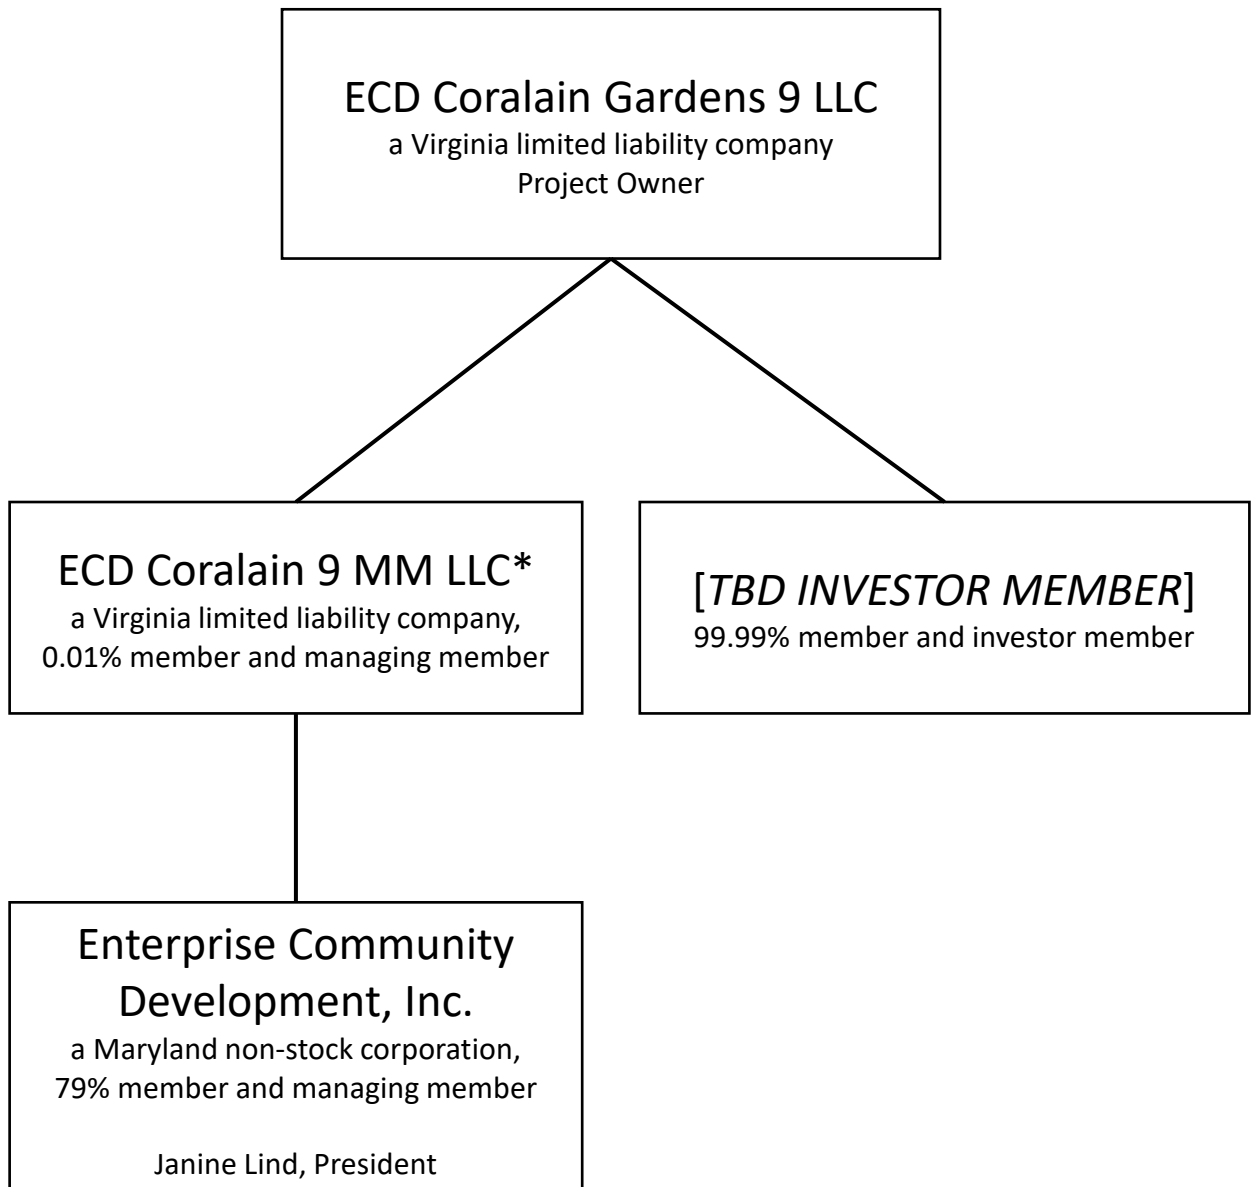 ECD Coralain Gardens 9 LLC
a Virginia limited liability company
Project Owner
ECD Coralain 9 MM LLC*
a Virginia limited liability company,
0.01% member and managing member
[TBD INVESTOR MEMBER]
99.99% member and investor member
Enterprise Community
Development, Inc.
a Maryland non-stock corporation,
79% member and managing member
Janine Lind, President